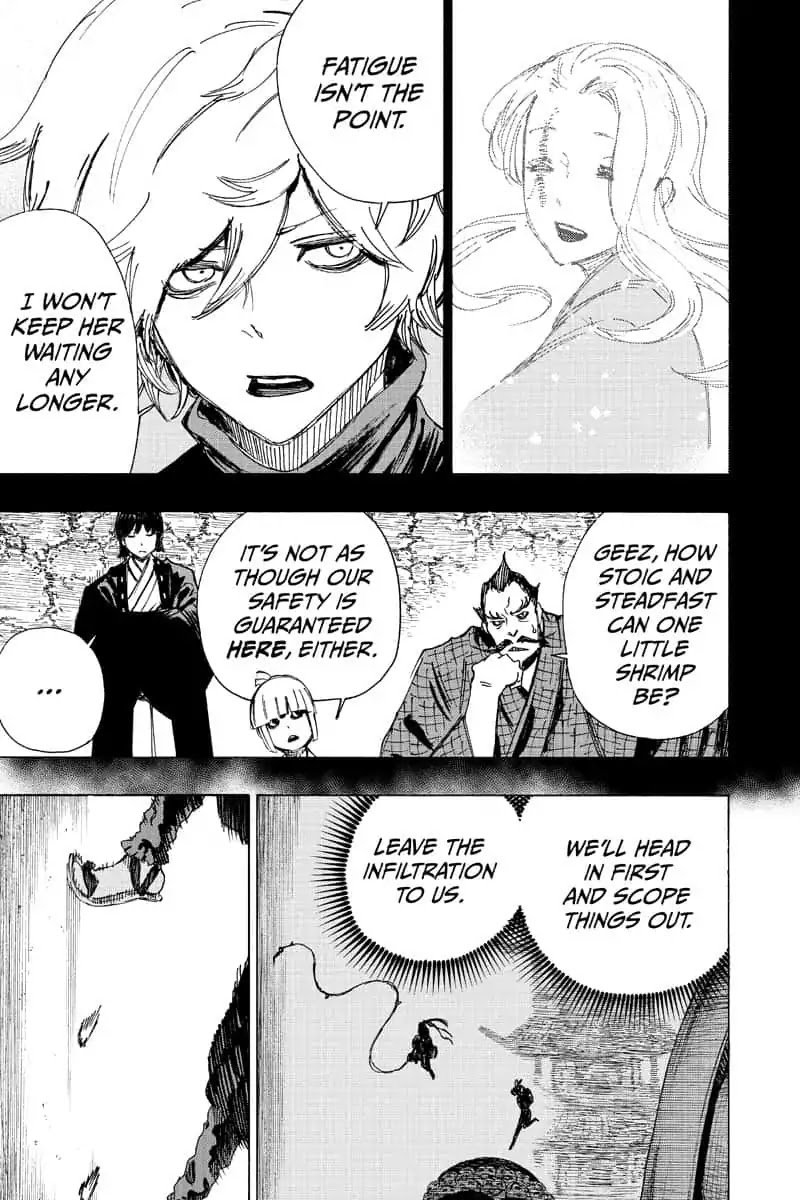 FATIGUE
ISN'T THE
POINT.
I WON'T
KEEP HER
WAITING
ANY
LONGER.
GEEZ, HOW
STOIC AND
STEADFAST
CAN ONE
LITTLE
SHRIMP
BE?
IT'S NOT AS
THOUGH OUR
SAFETY IS
GUARANTEED
HERE, EITHER.
...
WE'LL HEAD
IN FIRST
AND SCOPE
THINGS OUT.
LEAVE THE
INFILTRATION
TO US.